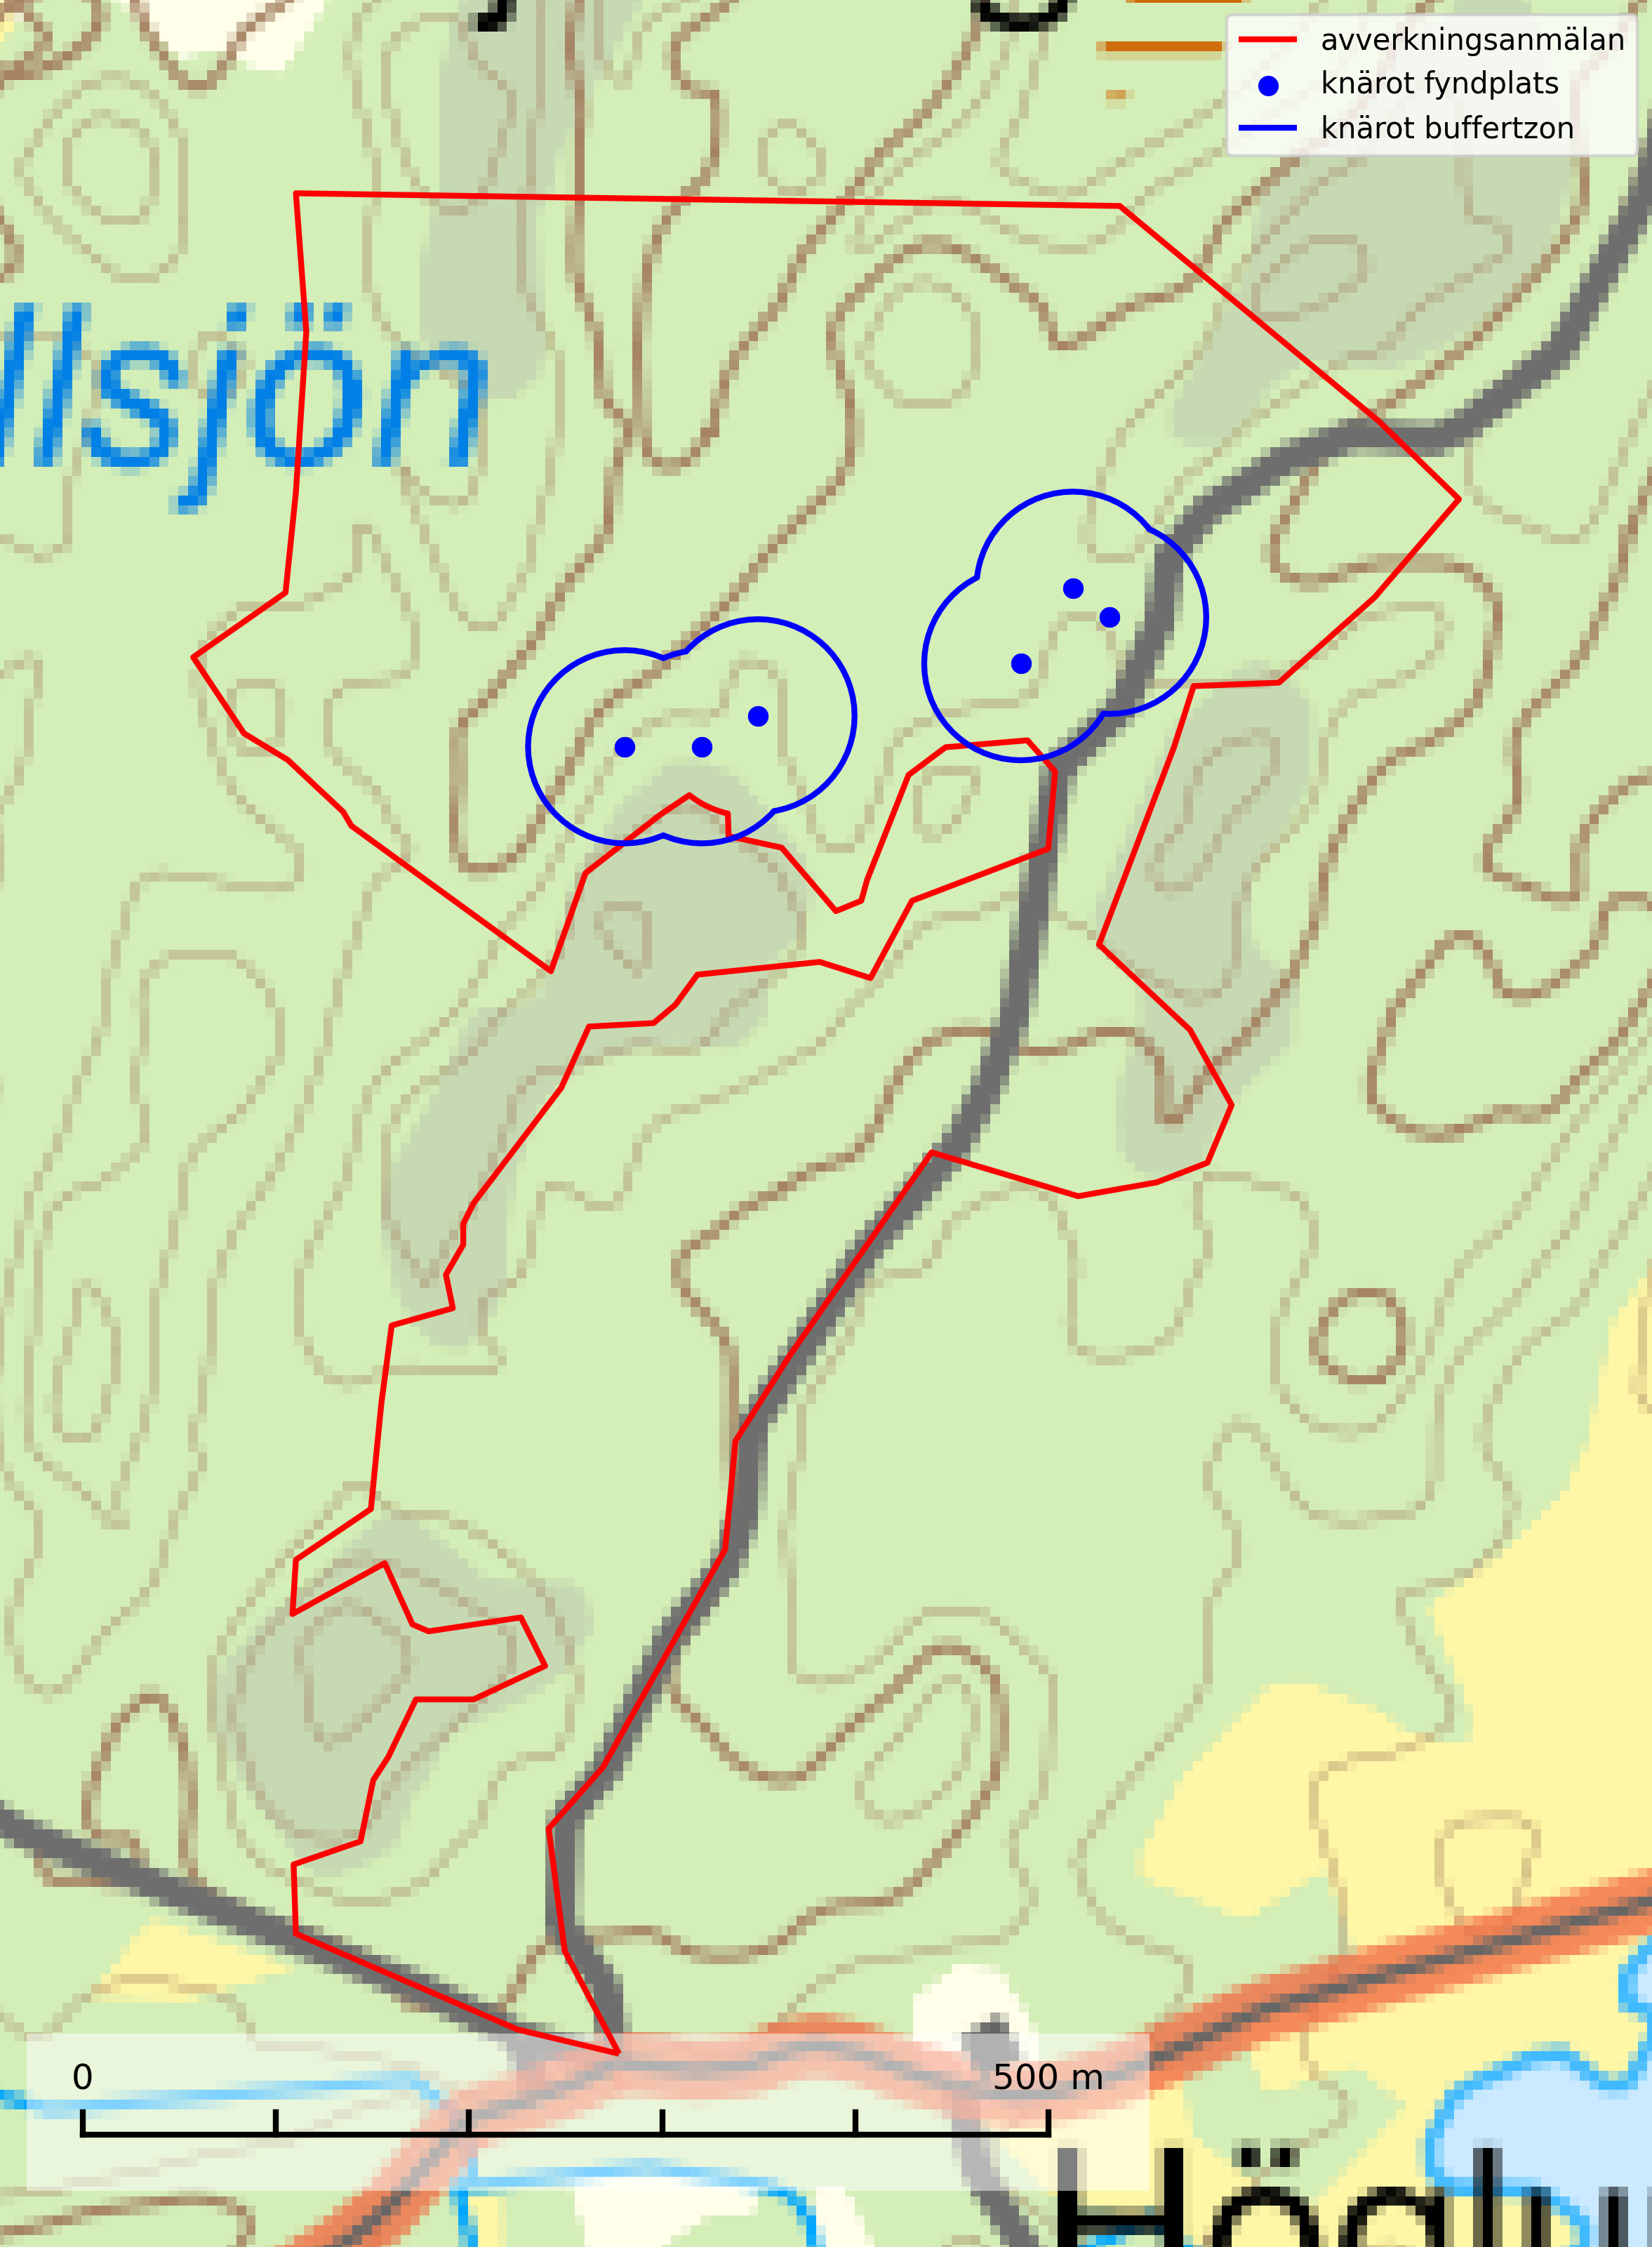 avverkningsanmälan
knärot fyndplats
knärot buffertzon
llsjön
0 500 m